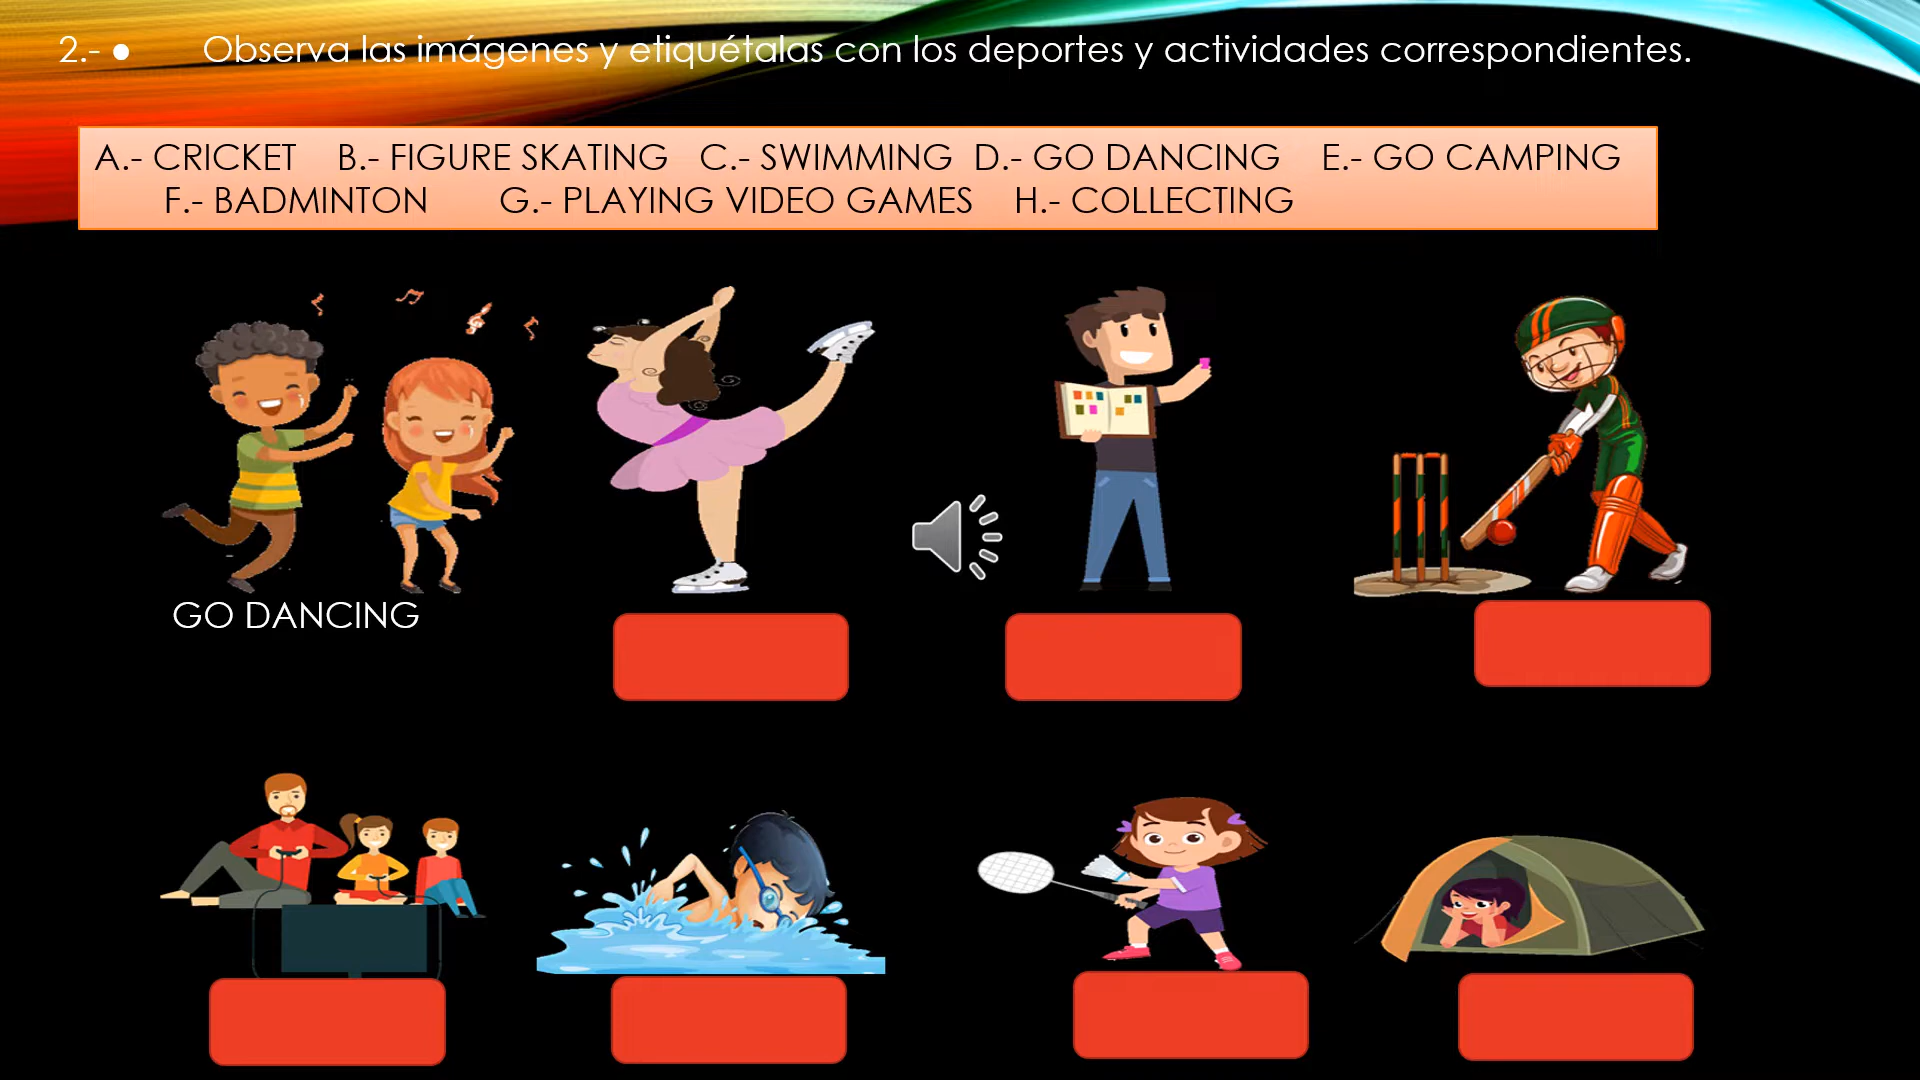 2.- ● Observa las imágenes y etiquétalas con los deportes y actividades correspondientes.
A.- CRICKET B.- FIGURE SKATING C.- SWIMMING D.- GO DANCING E.- GO CAMPING
F.- BADMINTON G.- PLAYING VIDEO GAMES H.- COLLECTING
GO DANCING